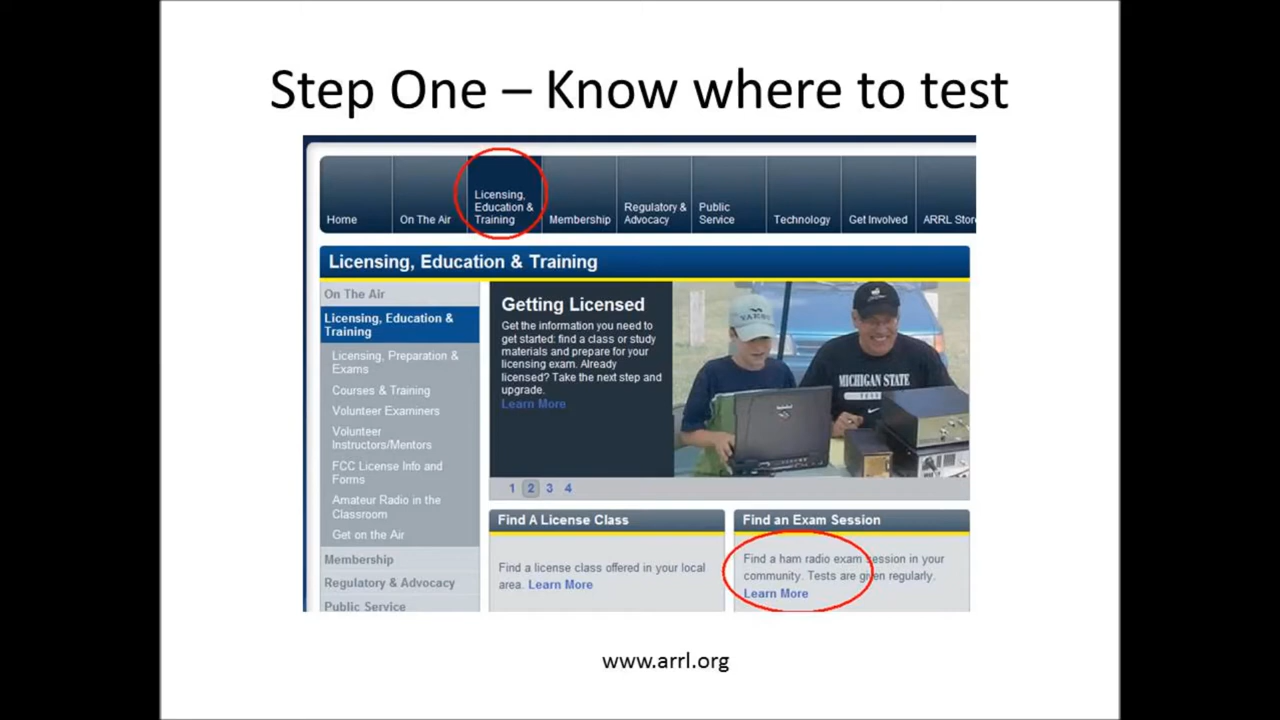 Step One – Know where to test
Home
On The Air
Licensing,
Education &
Training
Membership
Regulatory &
Advocacy
Public
Service
Technology
Get Involved
ARRL Stor
Licensing, Education & Training
On The Air
Licensing, Education &
Training
Licensing, Preparation &
Exams
Courses & Training
Volunteer Examiners
Volunteer
Instructors/Mentors
FCC License Info and
Forms
Amateur Radio in the
Classroom
Get on the Air
Membership
Regulatory & Advocacy
Public Service
Getting Licensed
Get the information you need to
get started: find a class or study
materials and prepare for your
licensing exam. Already
licensed? Take the next step and
upgrade.
Learn More
YAESU
MICHIGAN STATE
1 2 3 4
Find A License Class
Find a license class offered in your local
area. Learn More
Find an Exam Session
Find a ham radio exam session in your
community. Tests are given regularly.
Learn More
www.arrl.org